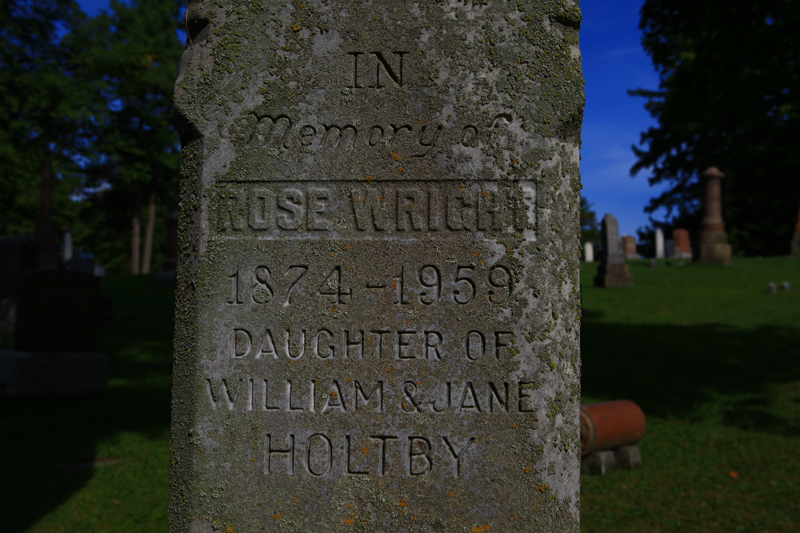 IN
Memory of
ROSE WRIGHT
1874-1959
DAUGHTER OF
WILLIAM & JANE
HOLTBY